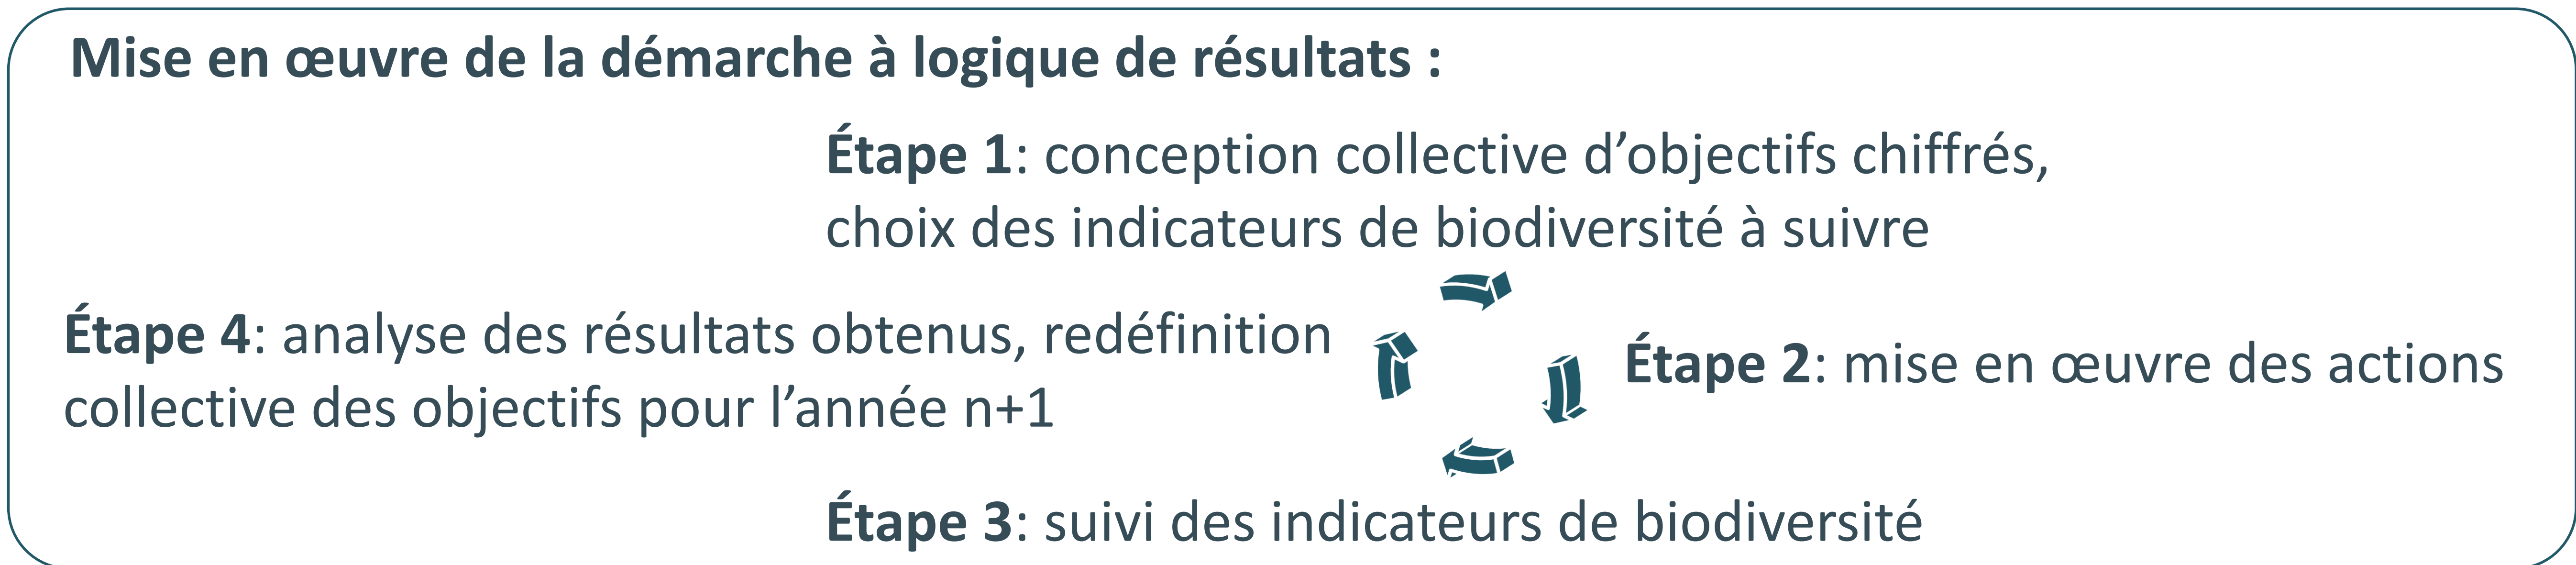 Mise en œuvre de la démarche à logique de résultats :
Étape 1: conception collective d’objectifs chiffrés,
choix des indicateurs de biodiversité à suivre
Étape 2: mise en œuvre des actions
Étape 3: suivi des indicateurs de biodiversité
Étape 4: analyse des résultats obtenus, redéfinition
collective des objectifs pour l’année n+1